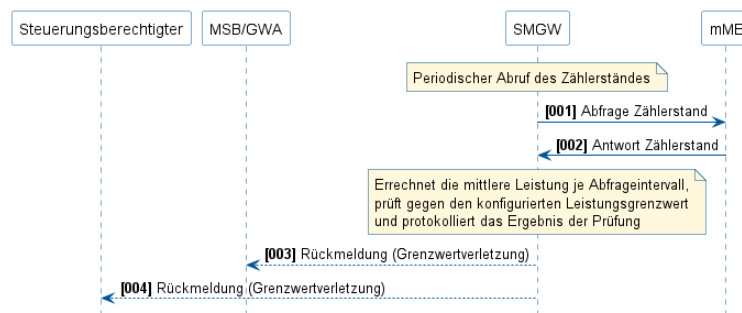 Steuerungsberechtigter
MSB/GWA
SMGW
mME
Periodischer Abruf des Zählerständes
[001] Abfrage Zählerstand
[002] Antwort Zählerstand
Errechnet die mittlere Leistung je Abfrageintervall,
prüft gegen den konfigurierten Leistungsgrenzwert
und protokolliert das Ergebnis der Prüfung
[003] Rückmeldung (Grenzwertverletzung)
[004] Rückmeldung (Grenzwertverletzung)